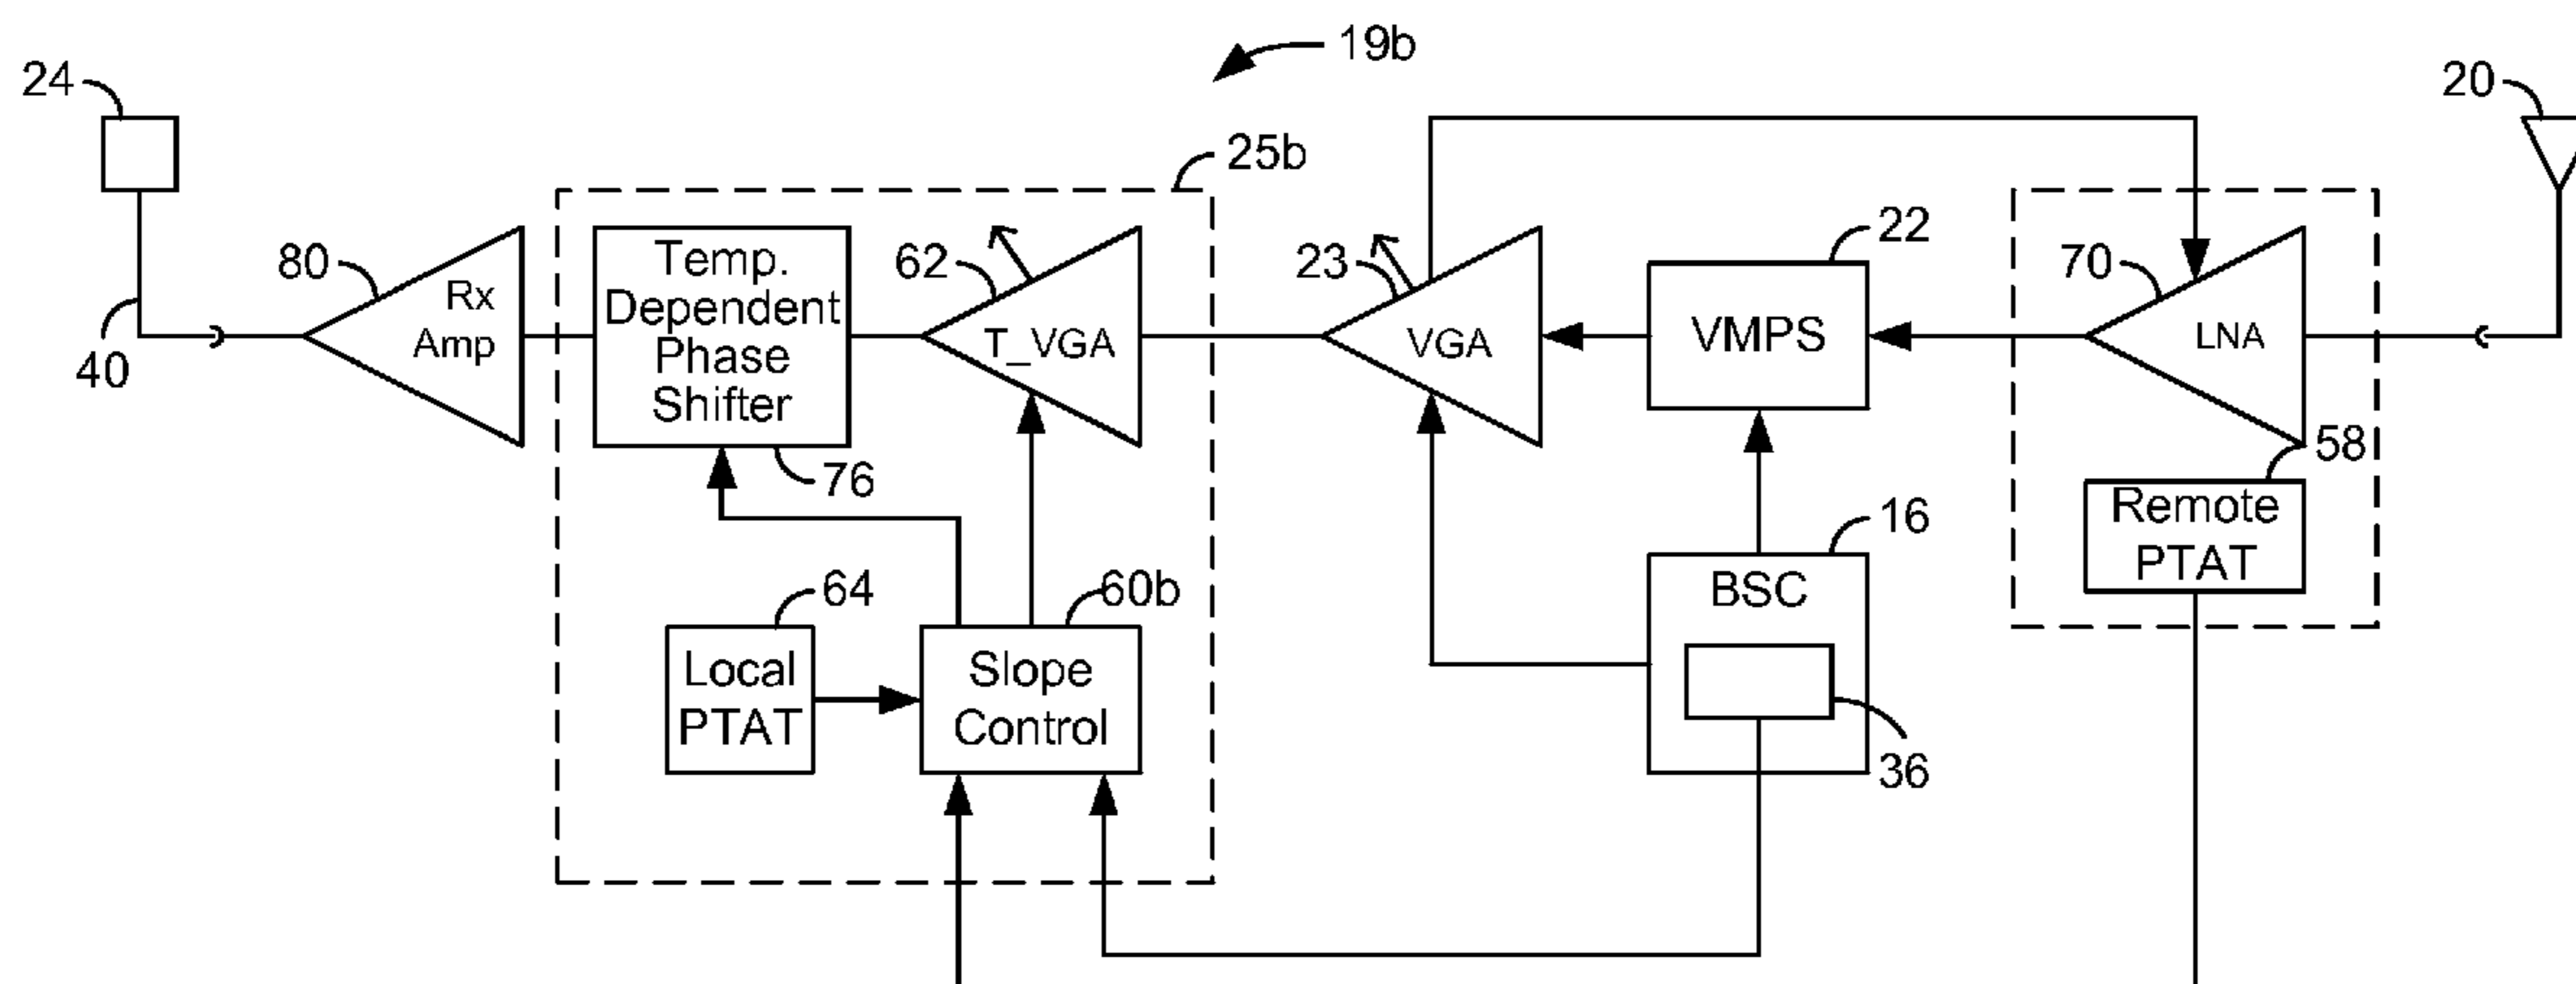 19b
24
20
25b
80
Rx
Amp
Temp.
Dependent
Phase
Shifter
62
T_VGA
23
VGA
22
VMPS
70
LNA
40
76
58
Remote
PTAT
16
BSC
64
60b
Local
PTAT
Slope
Control
36